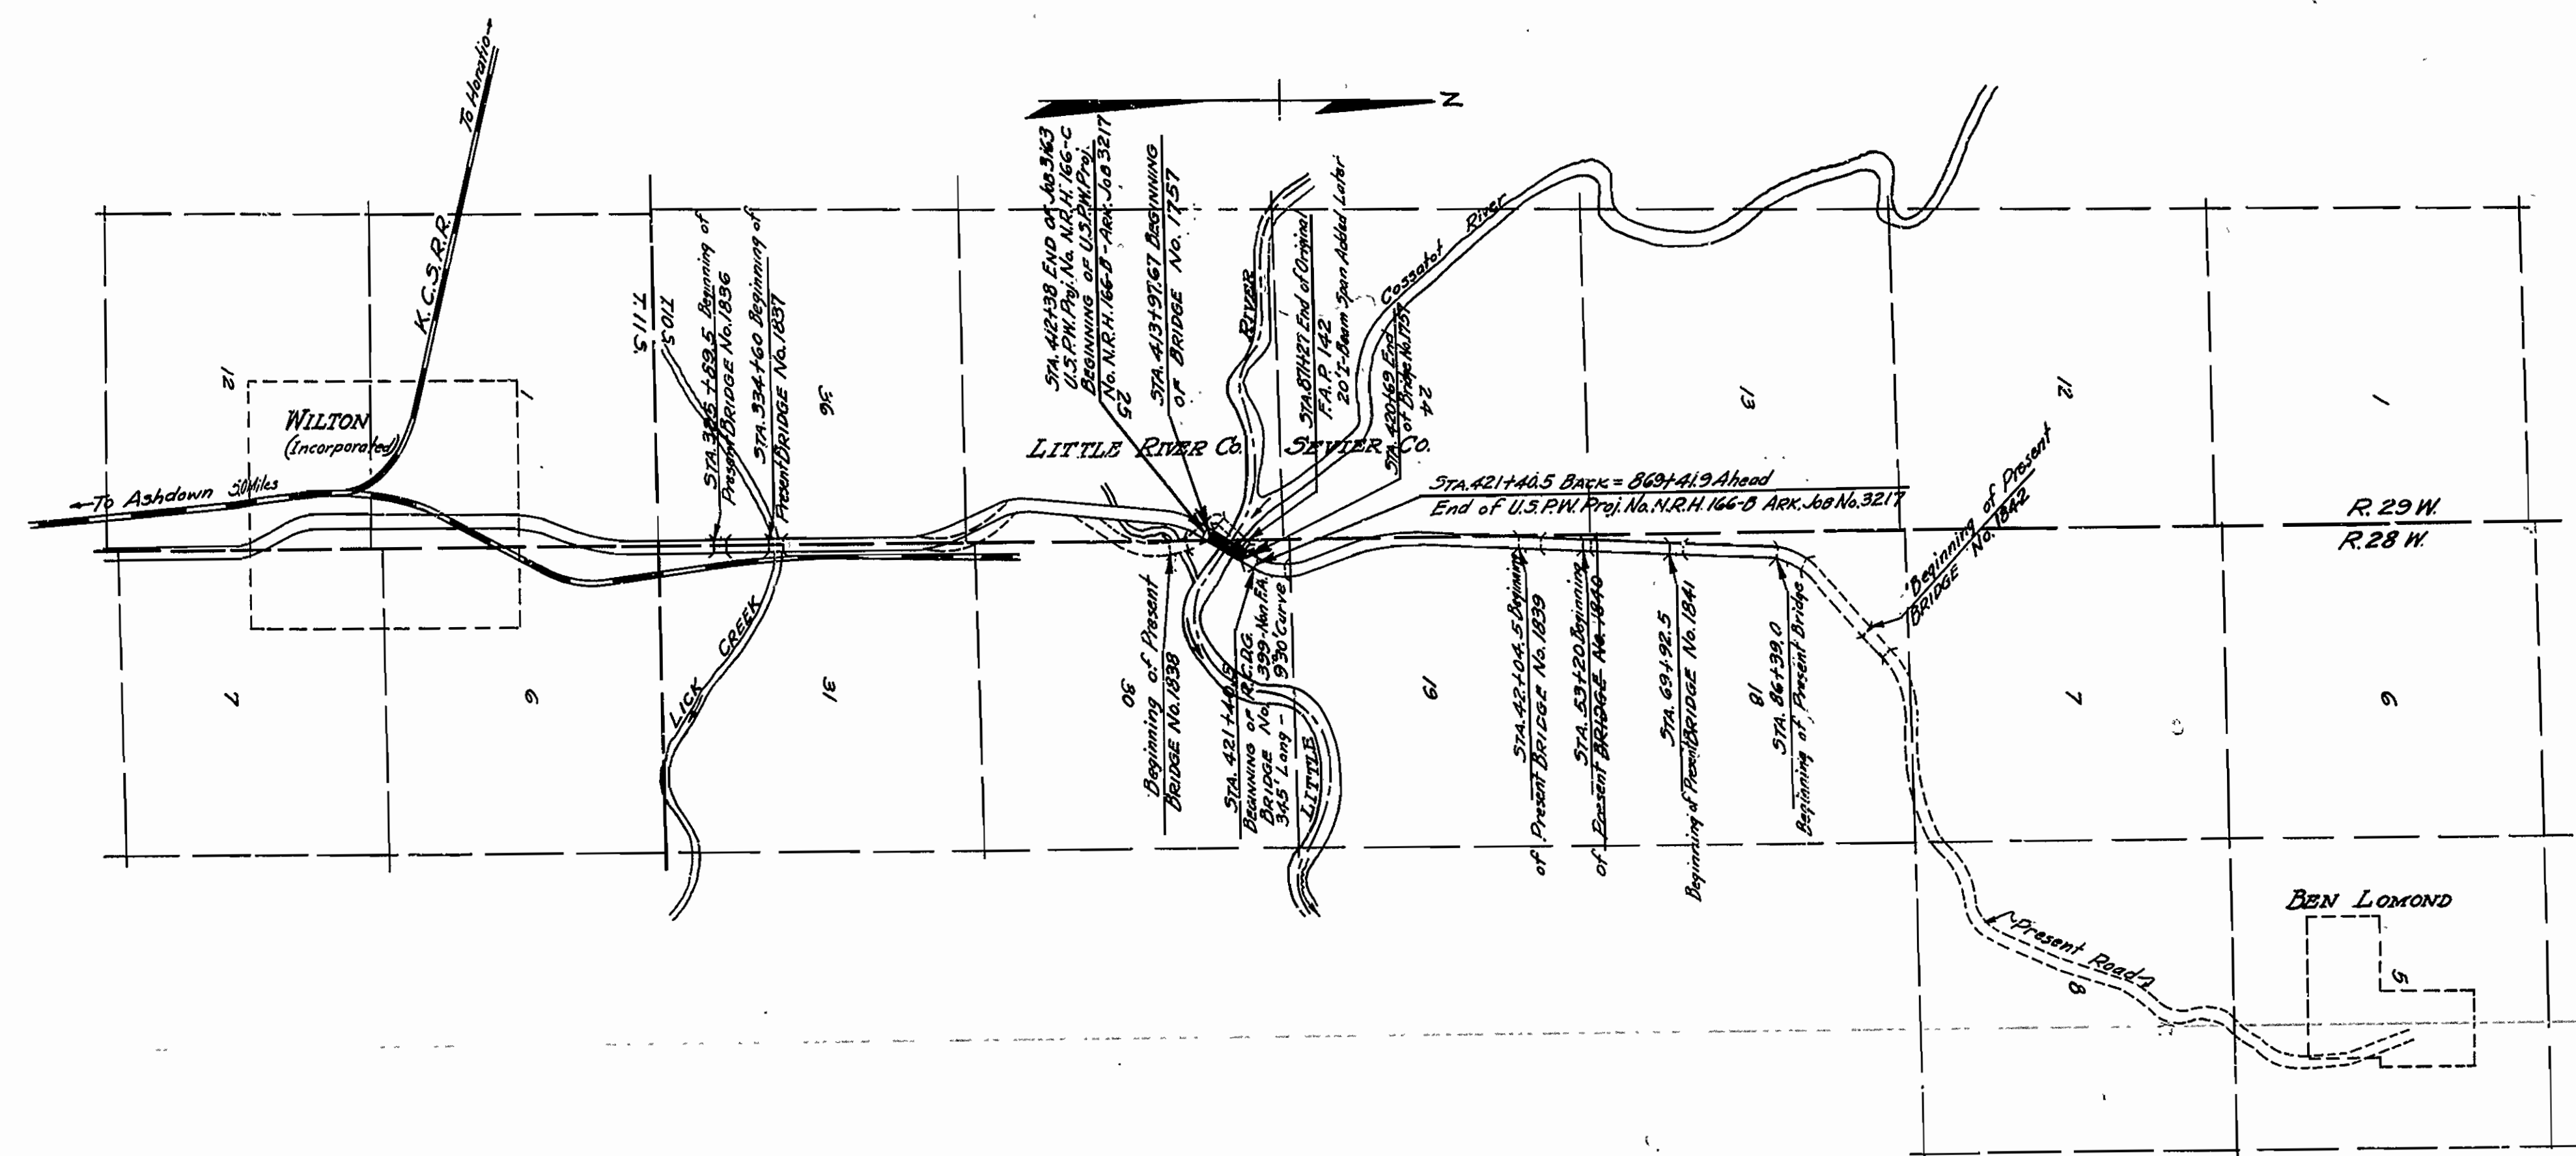 To Horatio
K.C.S.R.R.
N
WILTON
(Incorporated)
To Ashdown 5.0 Miles
12
1
7
6
T.11S.
T10S
STA. +89.5 Beginning of
Present BRIDGE No.1836
STA.334+60 Beginning of
Present BRIDGE No.1837
36
31
LICK CREEK
STA. 412+38 END OF JOB 3163
U.S.P.W. Proj. No. N.R.H. 166-C
BEGINNING OF U.S.P.W. Proj.
No. N.R.H. 166-B - ARK. JOB 3217
25
STA. 413+97.67 BEGINNING
OF BRIDGE No. 1757
RIVER
STA.871+27 End of Original
F.A.P. 142
20' I-Beam Span Added Later
Cossator River
STA. 420+69 End
of Bridge No.1757
24
LITTLE RIVER CO.
SEVIER CO.
STA. 421+40.5 BACK = 869+41.9 Ahead
End of U.S.P.W. Proj. No. N.R.H. 166-B ARK. JOB No. 3217
13
12
1
Beginning of Present
BRIDGE No. 1842
R. 29 W.
R. 28 W.
Beginning of Present
BRIDGE No. 1838
30
STA. 421+40.5
BEGINNING OF R.C.D.G.
BRIDGE No. 399-Non F.A.
345' Long - 9°30' Curve
LITTLE
19
STA. 42+04.5 Beginning
of Present BRIDGE No. 1839
STA. 53+20 Beginning
of Present BRIDGE No. 1840
STA. 69+92.5
Beginning of Present BRIDGE No. 1841
18
STA. 86+39.0
Beginning of Present Bridge
7
6
Present Road
8
BEN LOMOND
5